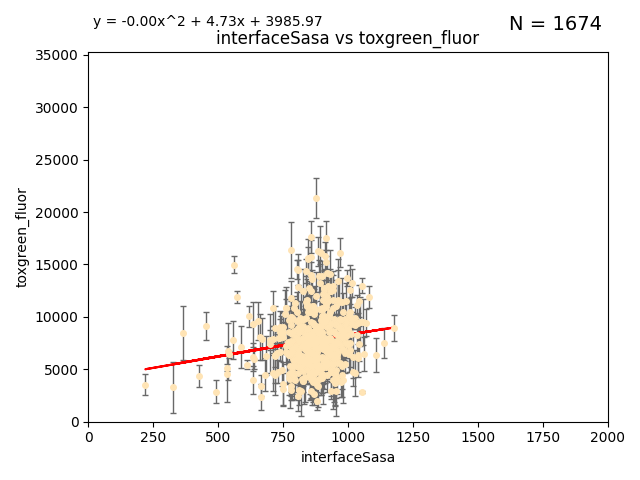 y = -0.00x^2 + 4.73x + 3985.97
N = 1674
interfaceSasa vs toxgreen_fluor
35000
30000
25000
20000
15000
10000
5000
0
toxgreen_fluor
0 250 500 750 1000 1250 1500 1750 2000
interfaceSasa